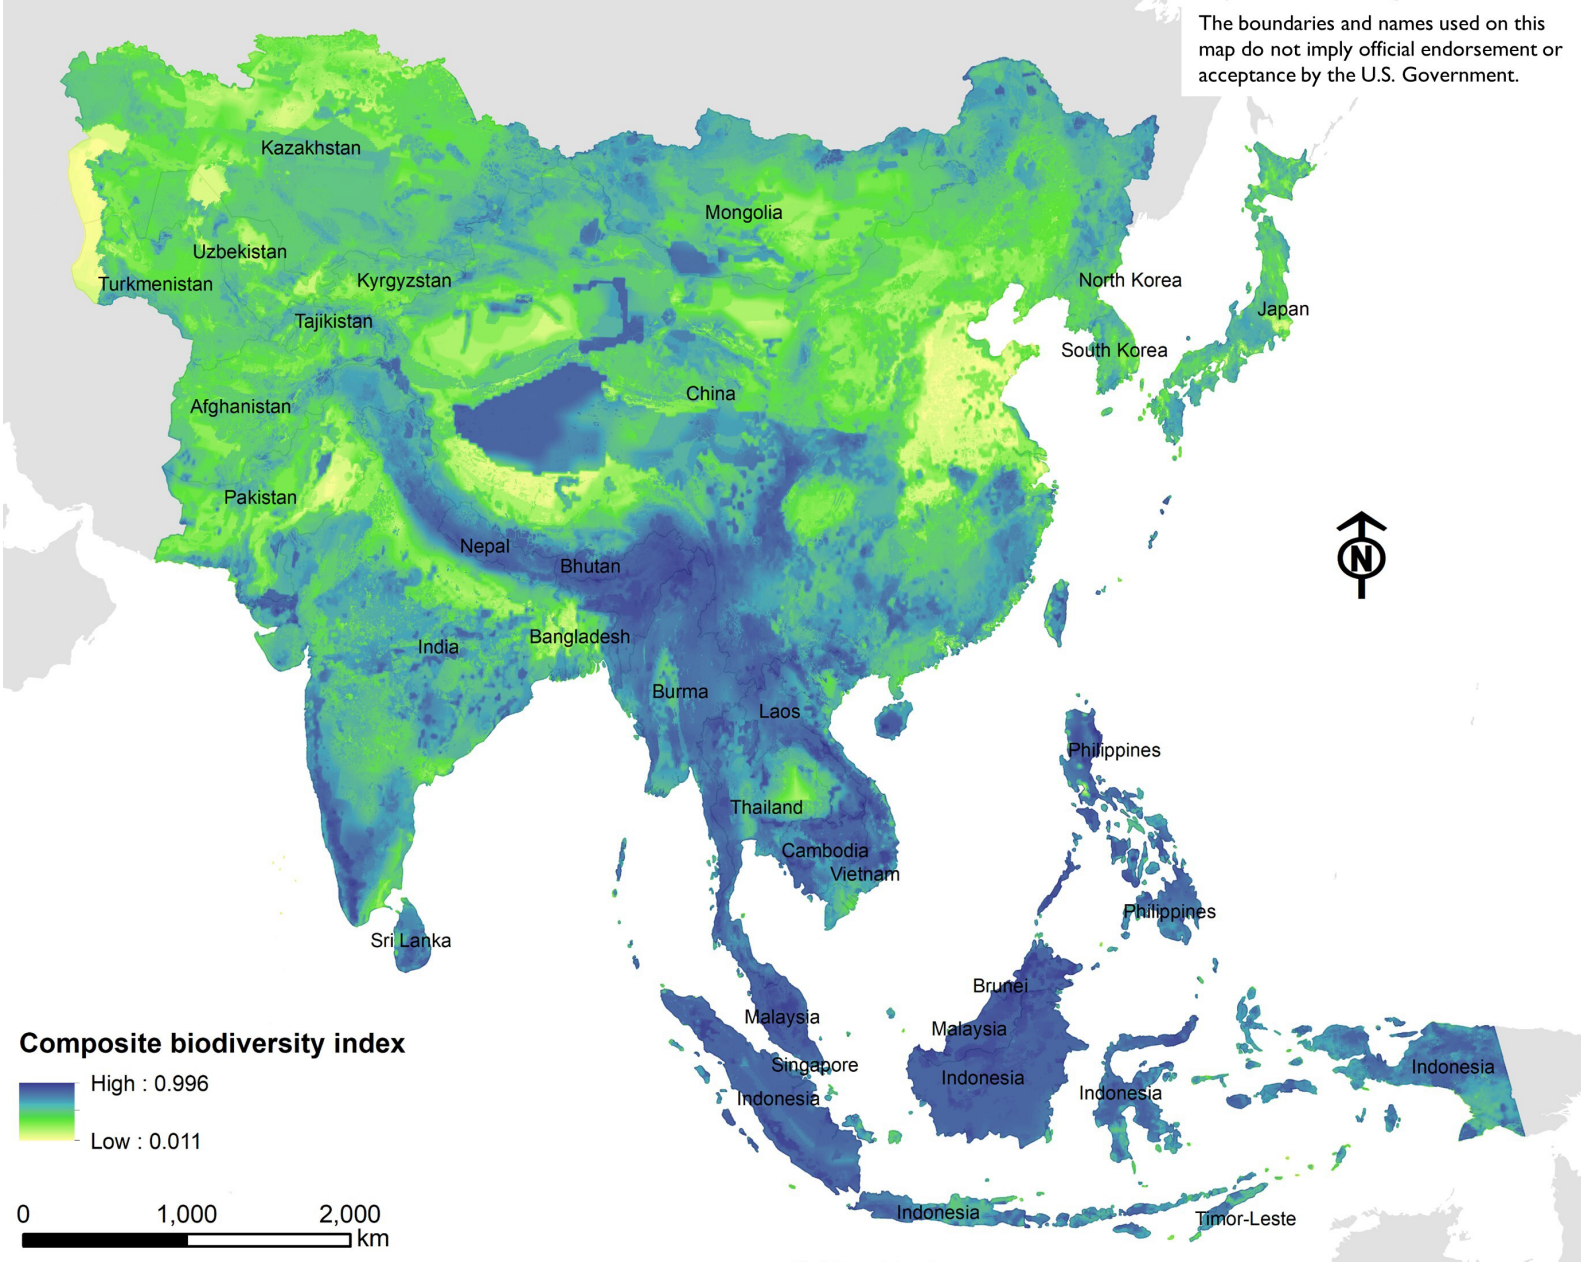 The boundaries and names used on this
map do not imply official endorsement or
acceptance by the U.S. Government.
Kazakhstan
Mongolia
Uzbekistan
Turkmenistan
Kyrgyzstan
North Korea
Japan
Tajikistan
South Korea
China
Afghanistan
Pakistan
Nepal
Bhutan
N
Bangladesh
India
Burma
Laos
Philippines
Thailand
Cambodia
Vietnam
Philippines
Sri Lanka
Brunei
Malaysia
Malaysia
Singapore
Indonesia
Indonesia
Indonesia
Indonesia
Indonesia
Timor-Leste
Composite biodiversity index
High : 0.996
Low : 0.011
0 1,000 2,000
km